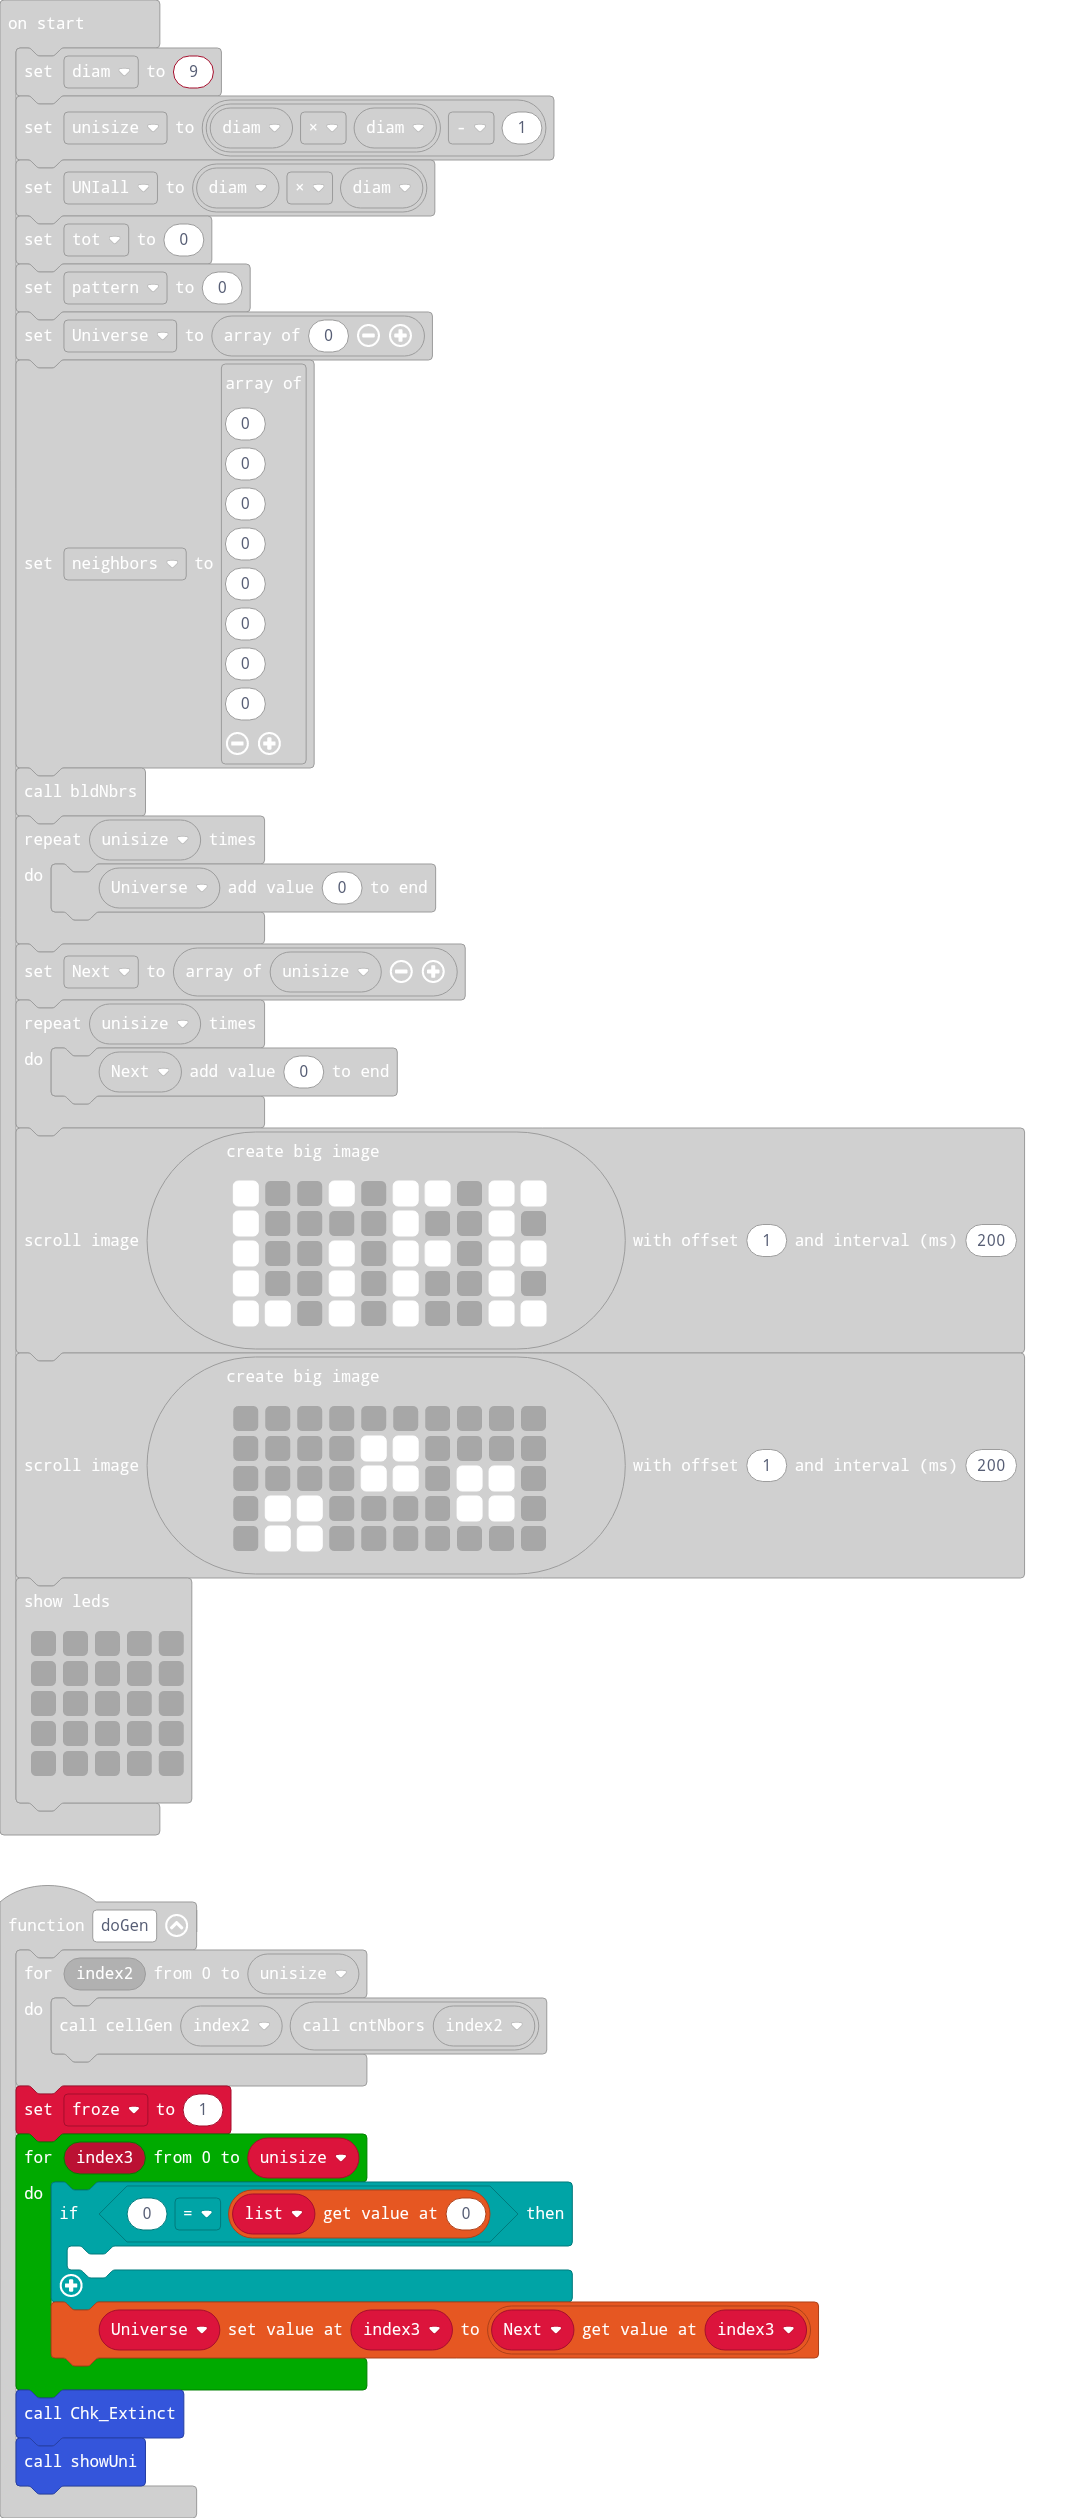 on start
set diam to 9
set unisize to diam × diam - 1
set UNIall to diam × diam
set tot to 0
set pattern to 0
set Universe to array of 0
array of
0
0
0
0
set neighbors to
0
0
0
0
call bldNbrs
repeat unisize times
do
Universe add value 0 to end
set Next to array of unisize
repeat unisize times
do
Next add value 0 to end
create big image
scroll image with offset 1 and interval (ms) 200
create big image
scroll image with offset 1 and interval (ms) 200
show leds
function doGen
for index2 from 0 to unisize
do
call cellGen index2 call cntNbors index2
set froze to 1
for index3 from 0 to unisize
do
if 0 = list get value at 0 then
Universe set value at index3 to Next get value at index3
call Chk_Extinct
call showUni